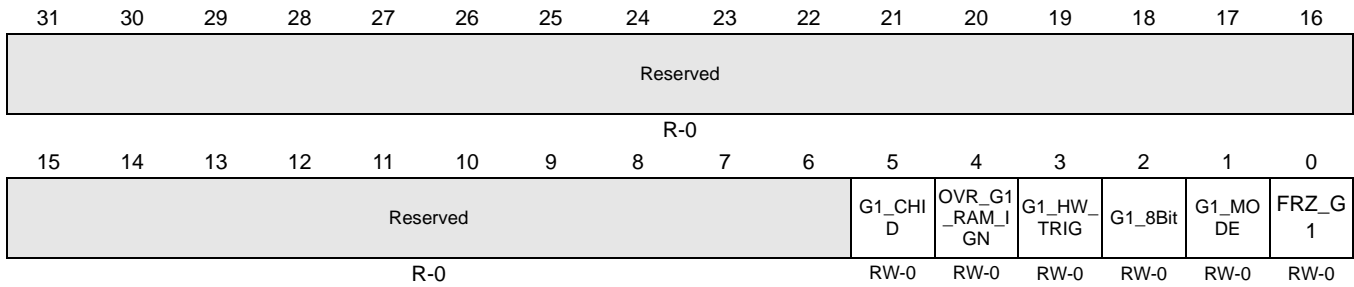 31 30 29 28 27 26 25 24 23 22 21 20 19 18 17 16
Reserved
R-0
15 14 13 12 11 10 9 8 7 6 5 4 3 2 1 0
Reserved
G1_CHI
D
OVR_G1
_RAM_I
GN
G1_HW_
TRIG
G1_8Bit
G1_MO
DE
FRZ_G
1
R-0 RW-0 RW-0 RW-0 RW-0 RW-0 RW-0